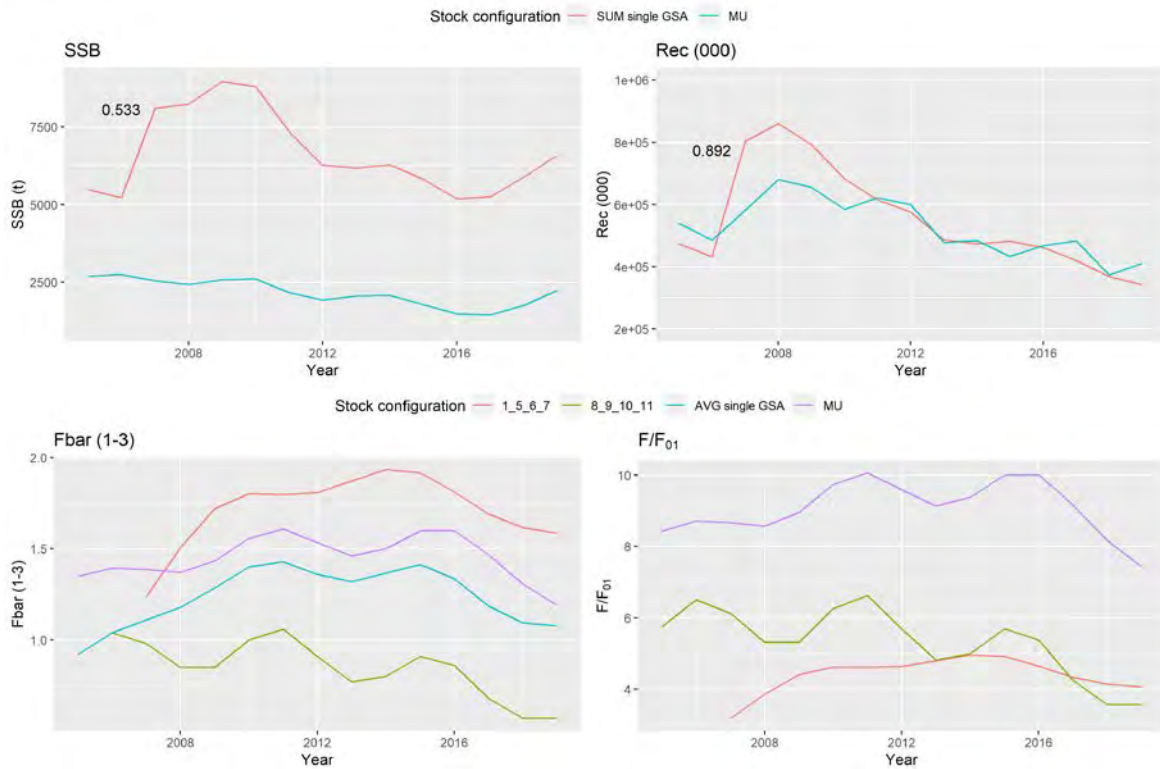 Stock configuration SUM single GSA MU
SSB
Rec (000)
0.533
0.892
7500
5000
2500
SSB (t)
2008 2012 2016
Year
1e+06
8e+05
6e+05
4e+05
2e+05
Rec (000)
2008 2012 2016
Year
Stock configuration 1_5_6_7 8_9_10_11 AVG single GSA MU
Fbar (1-3)
F/F01
2.0
1.5
1.0
Fbar (1-3)
2008 2012 2016
Year
10
8
6
4
F/F01
2008 2012 2016
Year